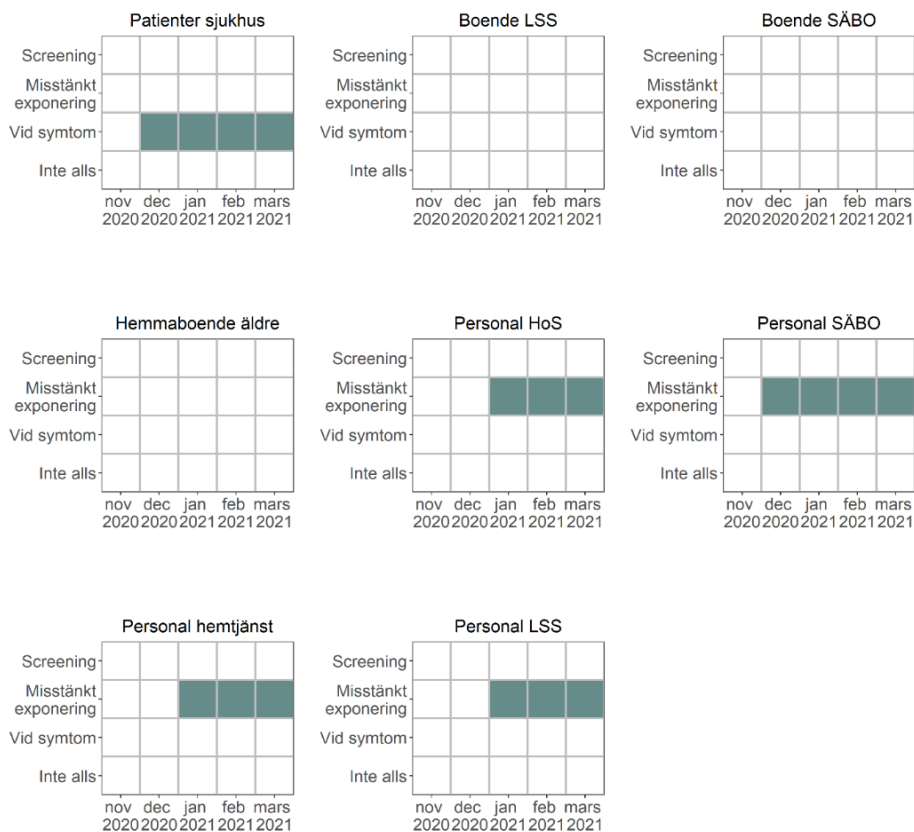 Patienter sjukhus
Screening
Misstänkt
exponering
Vid symtom
Inte alls
nov dec jan feb mars
2020 2020 2021 2021 2021
Boende LSS
Screening
Misstänkt
exponering
Vid symtom
Inte alls
nov dec jan feb mars
2020 2020 2021 2021 2021
Boende SÄBO
Screening
Misstänkt
exponering
Vid symtom
Inte alls
nov dec jan feb mars
2020 2020 2021 2021 2021
Hemmaboende äldre
Screening
Misstänkt
exponering
Vid symtom
Inte alls
nov dec jan feb mars
2020 2020 2021 2021 2021
Personal HoS
Screening
Misstänkt
exponering
Vid symtom
Inte alls
nov dec jan feb mars
2020 2020 2021 2021 2021
Personal SÄBO
Screening
Misstänkt
exponering
Vid symtom
Inte alls
nov dec jan feb mars
2020 2020 2021 2021 2021
Personal hemtjänst
Screening
Misstänkt
exponering
Vid symtom
Inte alls
nov dec jan feb mars
2020 2020 2021 2021 2021
Personal LSS
Screening
Misstänkt
exponering
Vid symtom
Inte alls
nov dec jan feb mars
2020 2020 2021 2021 2021